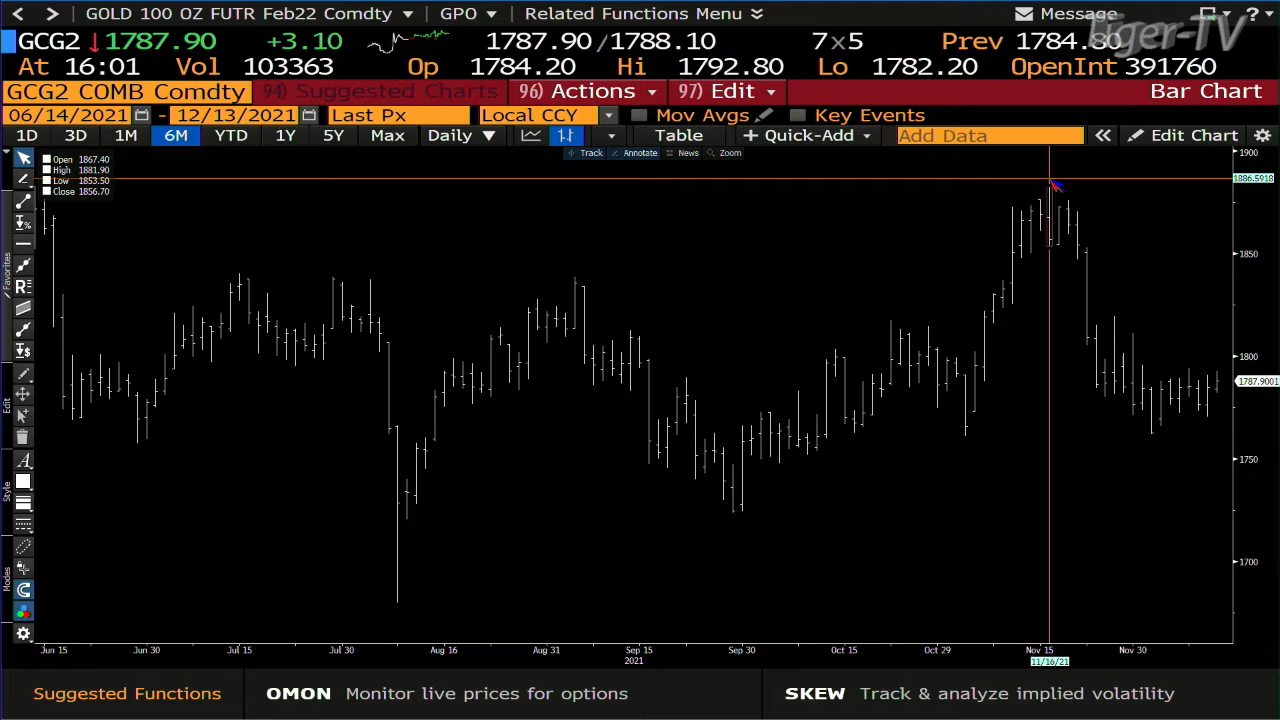 GOLD 100 OZ FUTR Feb22 Comdty GPO Related Functions Menu Message ?
GCG2 ↓1787.90 +3.10 1787.90/1788.10 7x5 Prev 1784.80
At 16:01 Vol 103363 Op 1784.20 Hi 1792.80 Lo 1782.20 OpenInt 391760
GCG2 COMB Comdty 94) Suggested Charts 96) Actions 97) Edit Bar Chart
06/14/2021 - 12/13/2021 Last Px Local CCY Mov Avgs Key Events
1D 3D 1M 6M YTD 1Y 5Y Max Daily ▼ Table + Quick-Add Add Data « Edit Chart
Track Annotate News Zoom
Open 1867.40
High 1881.90
Low 1853.50
Close 1856.70
1900
1886.5918
1850
1800
1787.9001
1750
1700
Favorites
Edit
Style
Modes
Jun 15 Jun 30 Jul 15 Jul 30 Aug 16 Aug 31 Sep 15 Sep 30 Oct 15 Oct 29 Nov 15 Nov 30
2021
11/16/21
Suggested Functions OMON Monitor live prices for options SKEW Track & analyze implied volatility